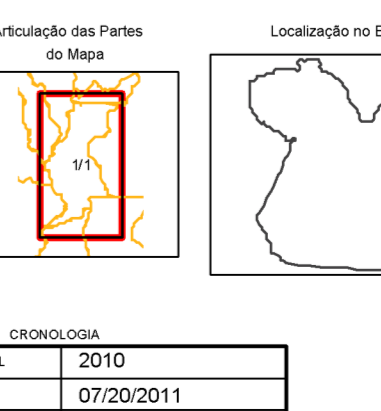 Articulação das Partes
do Mapa
Localização no
1/1
CRONOLOGIA
2010
07/20/2011